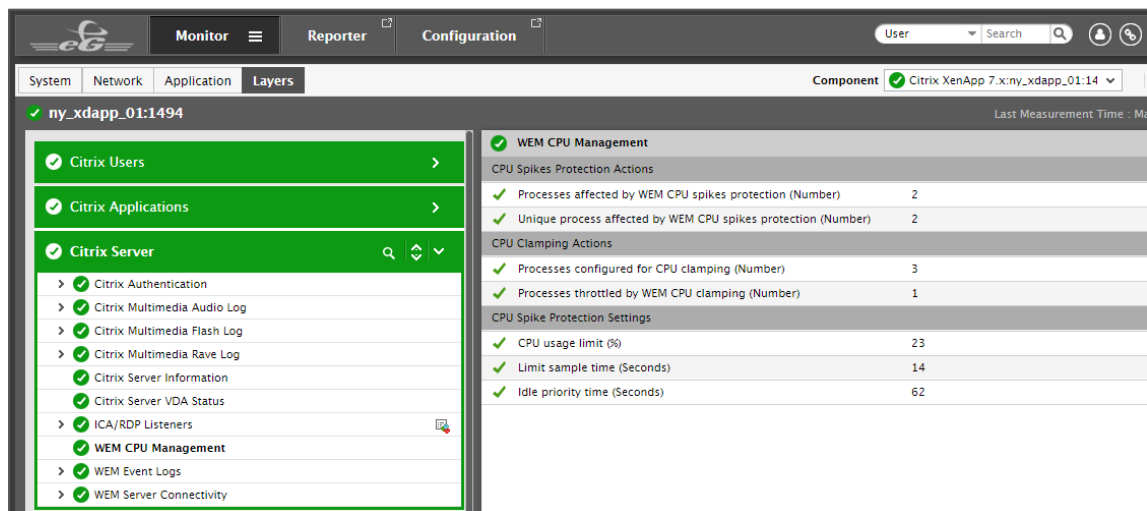 eG
Monitor
Reporter
Configuration
User
Search
System
Network
Application
Layers
Component
Citrix XenApp 7.x:ny_xdapp_01:14
ny_xdapp_01:1494
Last Measurement Time : Ma
Citrix Users
Citrix Applications
Citrix Server
Citrix Authentication
Citrix Multimedia Audio Log
Citrix Multimedia Flash Log
Citrix Multimedia Rave Log
Citrix Server Information
Citrix Server VDA Status
ICA/RDP Listeners
WEM CPU Management
WEM Event Logs
WEM Server Connectivity
WEM CPU Management
CPU Spikes Protection Actions
Processes affected by WEM CPU spikes protection (Number) 2
Unique process affected by WEM CPU spikes protection (Number) 2
CPU Clamping Actions
Processes configured for CPU clamping (Number) 3
Processes throttled by WEM CPU clamping (Number) 1
CPU Spike Protection Settings
CPU usage limit (%) 23
Limit sample time (Seconds) 14
Idle priority time (Seconds) 62